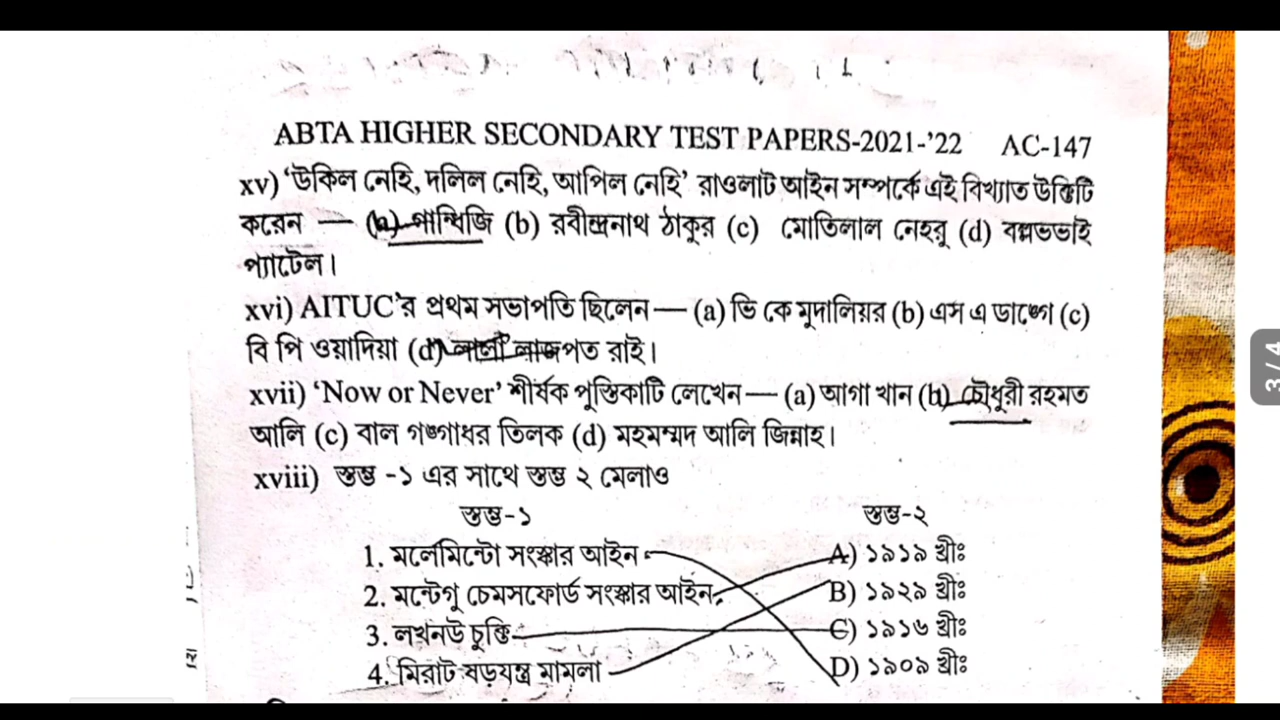 ABTA HIGHER SECONDARY TEST PAPERS-2021-'22 AC-147
xv) 'উকিল নেহি, দলিল নেহি, আপিল নেহি' রাওলাট আইন সম্পর্কে এই বিখ্যাত উক্তিটি
করেন — (a) গান্ধিজি (b) রবীন্দ্রনাথ ঠাকুর (c) মোতিলাল নেহরু (d) বল্লভভাই
প্যাটেল।
xvi) AITUC'র প্রথম সভাপতি ছিলেন— (a) ভি কে মুদালিয়র (b) এস এ ডাঙ্গে (c)
বি পি ওয়াদিয়া (d) লালা লাজপত রাই।
xvii) 'Now or Never' শীর্ষক পুস্তিকাটি লেখেন— (a) আগা খান (b) চৌধুরী রহমত
আলি (c) বাল গঙ্গাধর তিলক (d) মহম্মদ আলি জিন্নাহ।
xviii) স্তম্ভ -১ এর সাথে স্তম্ভ ২ মেলাও
স্তম্ভ-১ স্তম্ভ-২
1. মর্লেমিন্টো সংস্কার আইন A) ১৯১৯ খ্রীঃ
2. মন্টেগু চেমসফোর্ড সংস্কার আইন B) ১৯২৯ খ্রীঃ
3. লখনউ চুক্তি C) ১৯১৬ খ্রীঃ
4. মিরাট ষড়যন্ত্র মামলা D) ১৯০৯ খ্রীঃ
3/4